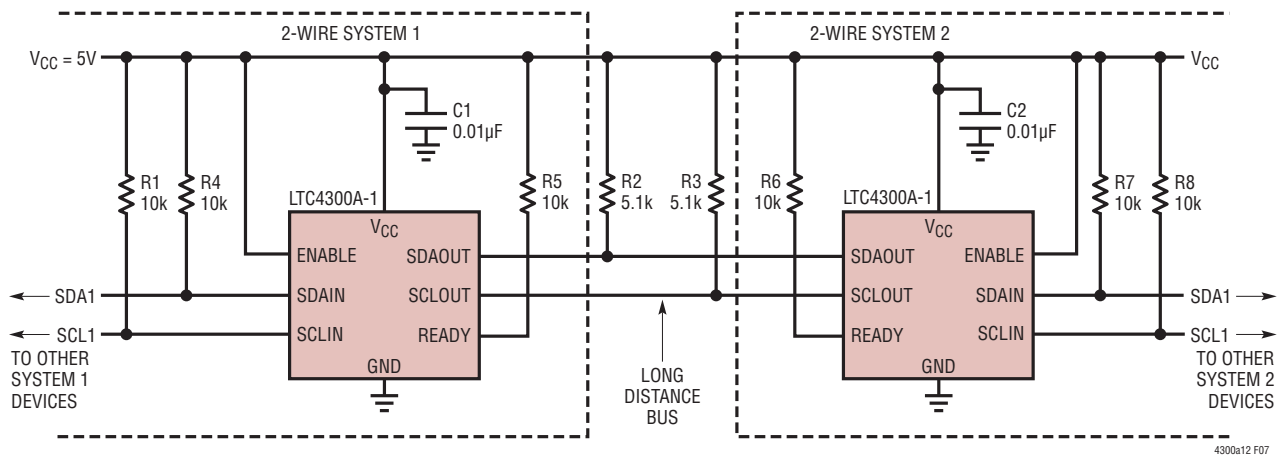 2-WIRE SYSTEM 1
2-WIRE SYSTEM 2
VCC = 5V
VCC
C1
0.01µF
C2
0.01µF
R1
10k
R4
10k
R5
10k
R2
5.1k
R3
5.1k
R6
10k
R7
10k
R8
10k
LTC4300A-1
VCC
ENABLE
SDAIN
SCLIN
SDAOUT
SCLOUT
READY
GND
LTC4300A-1
VCC
SDAOUT
SCLOUT
READY
ENABLE
SDAIN
SCLIN
GND
SDA1
SCL1
TO OTHER
SYSTEM 1
DEVICES
LONG
DISTANCE
BUS
SDA1
SCL1
TO OTHER
SYSTEM 2
DEVICES
4300a12 F07